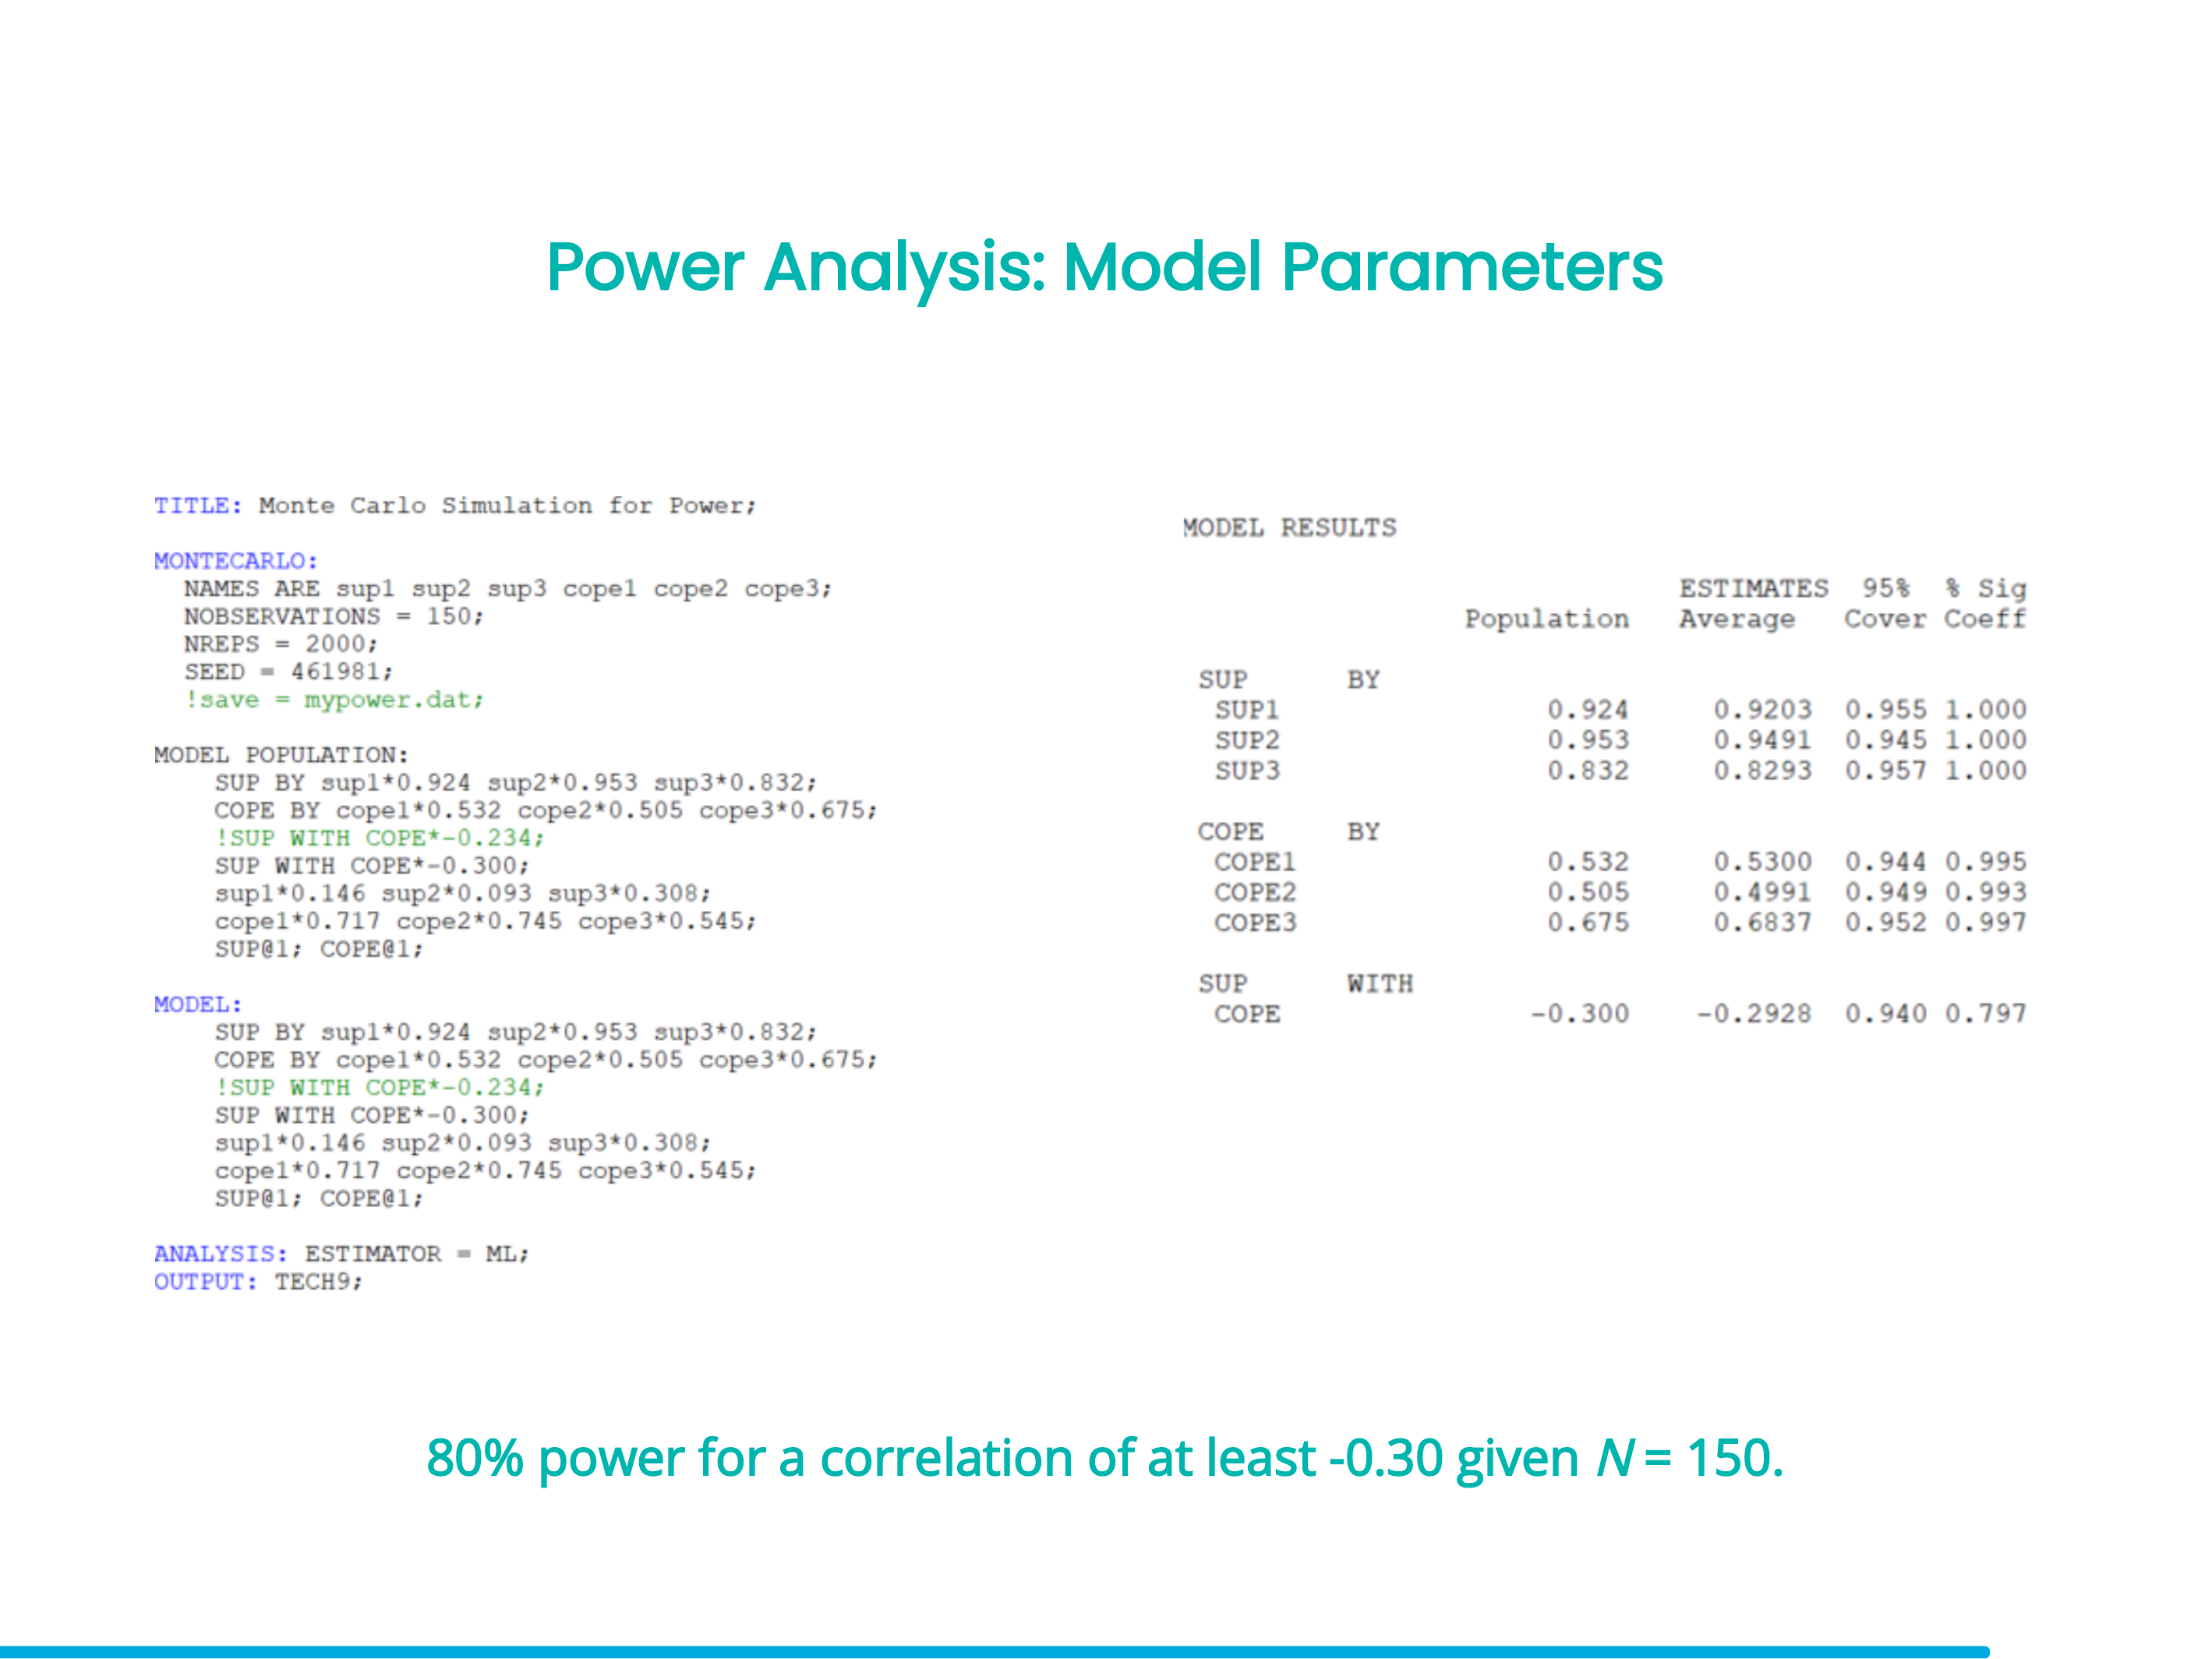 Power Analysis: Model Parameters
TITLE: Monte Carlo Simulation for Power;
MONTECARLO:
NAMES ARE sup1 sup2 sup3 cope1 cope2 cope3;
NOBSERVATIONS = 150;
NREPS = 2000;
SEED = 461981;
!save = mypower.dat;
MODEL POPULATION:
SUP BY sup1*0.924 sup2*0.953 sup3*0.832;
COPE BY cope1*0.532 cope2*0.505 cope3*0.675;
!SUP WITH COPE*-0.234;
SUP WITH COPE*-0.300;
sup1*0.146 sup2*0.093 sup3*0.308;
cope1*0.717 cope2*0.745 cope3*0.545;
SUP@1; COPE@1;
MODEL:
SUP BY sup1*0.924 sup2*0.953 sup3*0.832;
COPE BY cope1*0.532 cope2*0.505 cope3*0.675;
!SUP WITH COPE*-0.234;
SUP WITH COPE*-0.300;
sup1*0.146 sup2*0.093 sup3*0.308;
cope1*0.717 cope2*0.745 cope3*0.545;
SUP@1; COPE@1;
ANALYSIS: ESTIMATOR = ML;
OUTPUT: TECH9;
MODEL RESULTS
ESTIMATES 95% % Sig
Population Average Cover Coeff
SUP BY
SUP1 0.924 0.9203 0.955 1.000
SUP2 0.953 0.9491 0.945 1.000
SUP3 0.832 0.8293 0.957 1.000
COPE BY
COPE1 0.532 0.5300 0.944 0.995
COPE2 0.505 0.4991 0.949 0.993
COPE3 0.675 0.6837 0.952 0.997
SUP WITH
COPE -0.300 -0.2928 0.940 0.797
80% power for a correlation of at least -0.30 given N = 150.